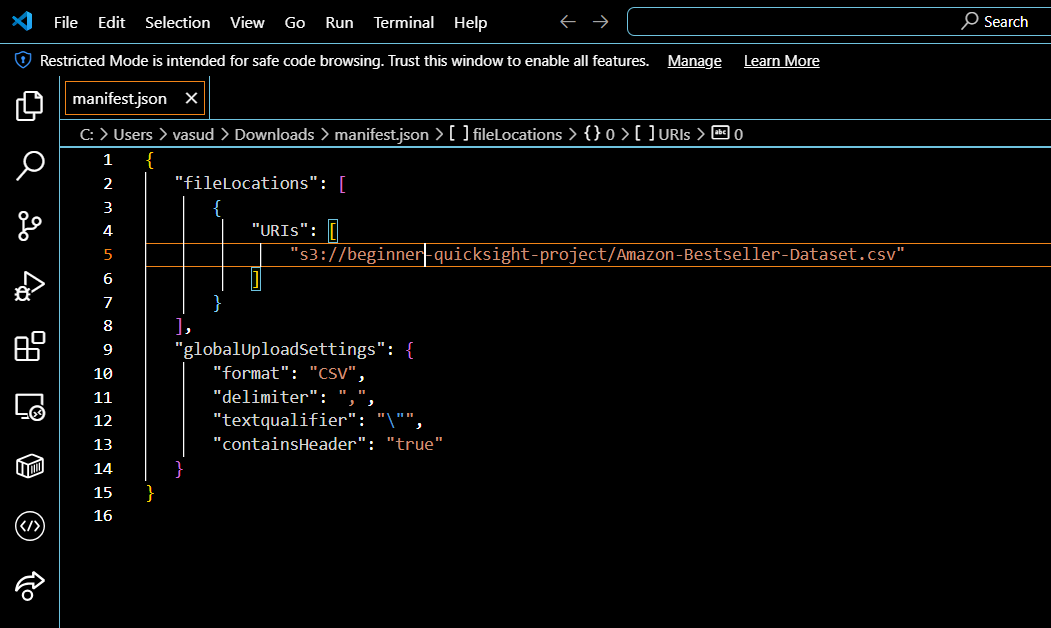 File Edit Selection View Go Run Terminal Help Search
Restricted Mode is intended for safe code browsing. Trust this window to enable all features. Manage Learn More
manifest.json
C: > Users > vasud > Downloads > manifest.json > [ ] fileLocations > { } 0 > [ ] URIs > abc 0
1 {
2 "fileLocations": [
3 {
4 "URIs": [
5 "s3://beginner-quicksight-project/Amazon-Bestseller-Dataset.csv"
6 ]
7 }
8 ],
9 "globalUploadSettings": {
10 "format": "CSV",
11 "delimiter": ",",
12 "textqualifier": "\"",
13 "containsHeader": "true"
14 }
15 }
16